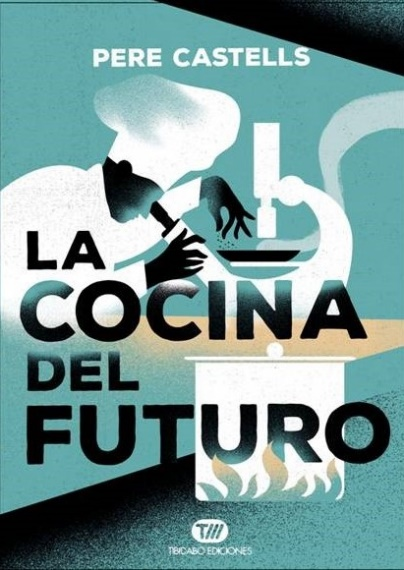 PERE CASTELLS
LA
COCINA
DEL
FUTURO
TIBIDABO EDICIONES